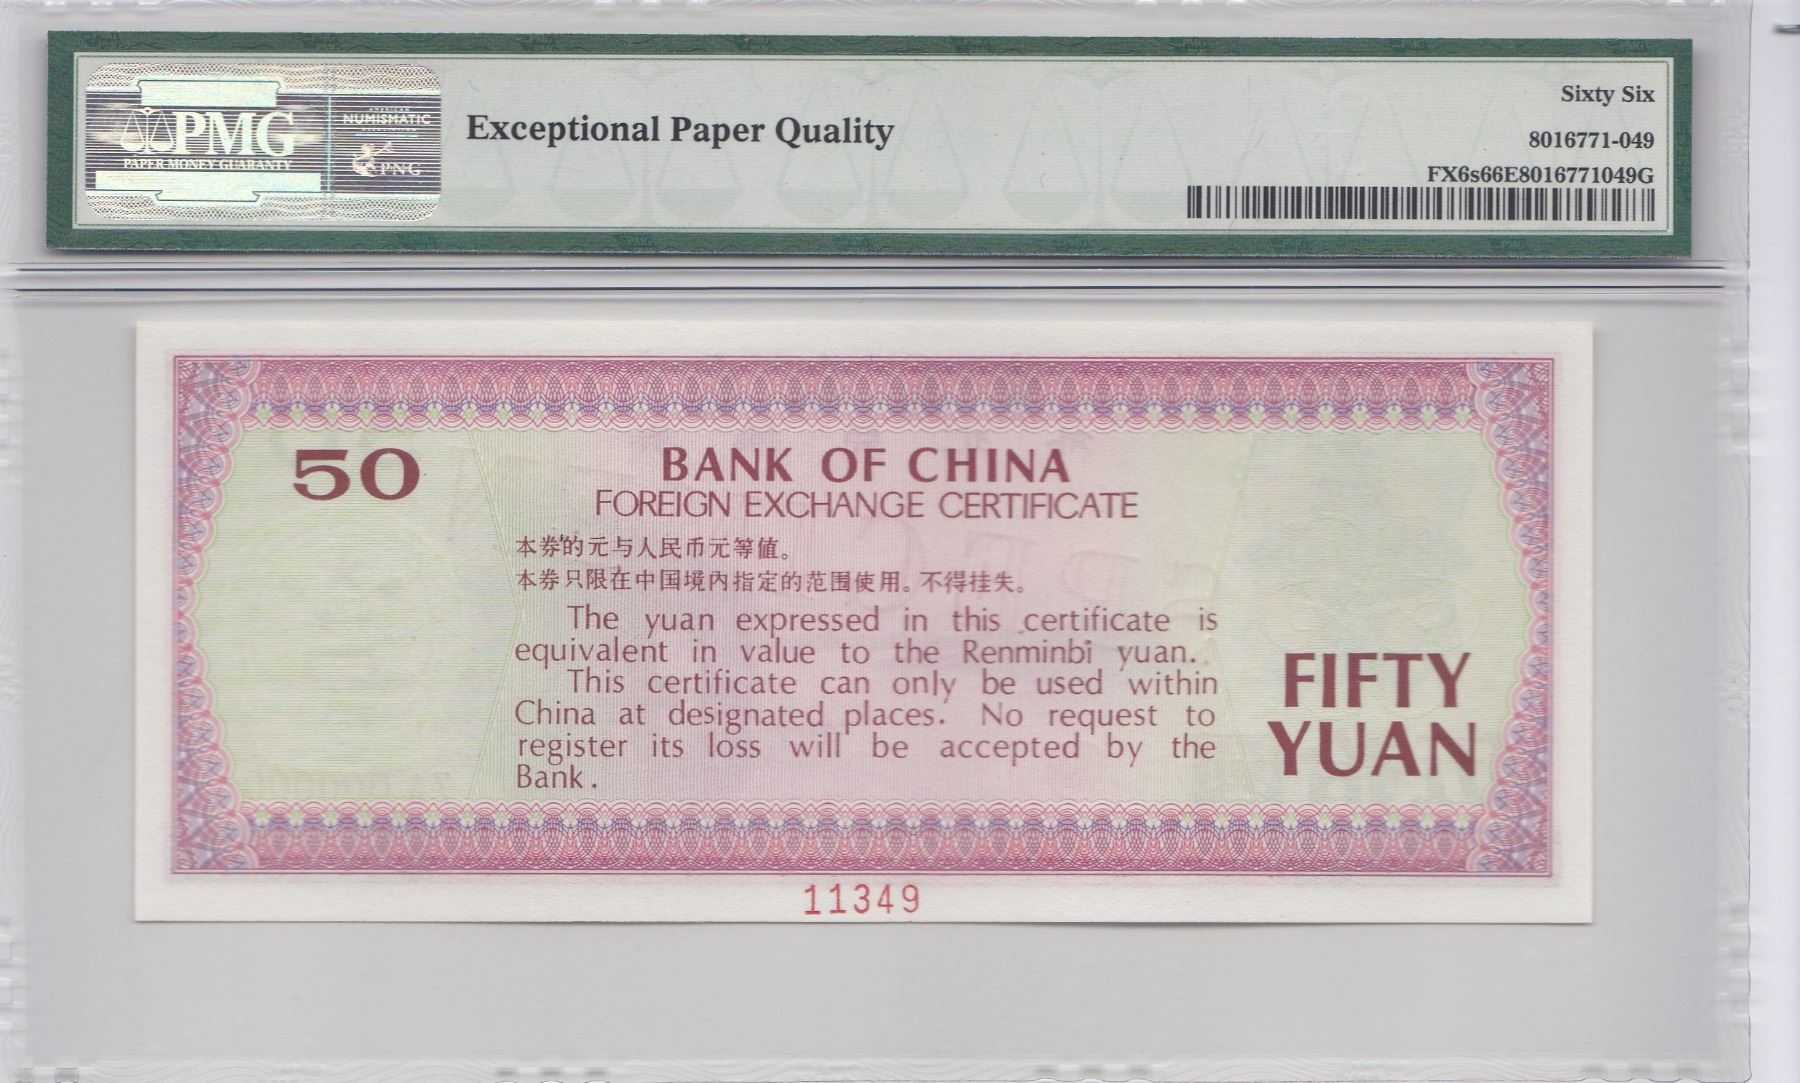 PMG
PAPER MONEY GUARANTY
AMERICAN
NUMISMATIC
ASSOCIATION
PNG
Exceptional Paper Quality
Sixty Six
8016771-049
FX6s66E8016771049G
50
BANK OF CHINA
FOREIGN EXCHANGE CERTIFICATE
本券的元与人民币元等值。
本券只限在中国境内指定的范围使用。不得挂失。
The yuan expressed in this certificate is
equivalent in value to the Renminbi yuan.
This certificate can only be used within
China at designated places. No request to
register its loss will be accepted by the
Bank.
FIFTY
YUAN
11349